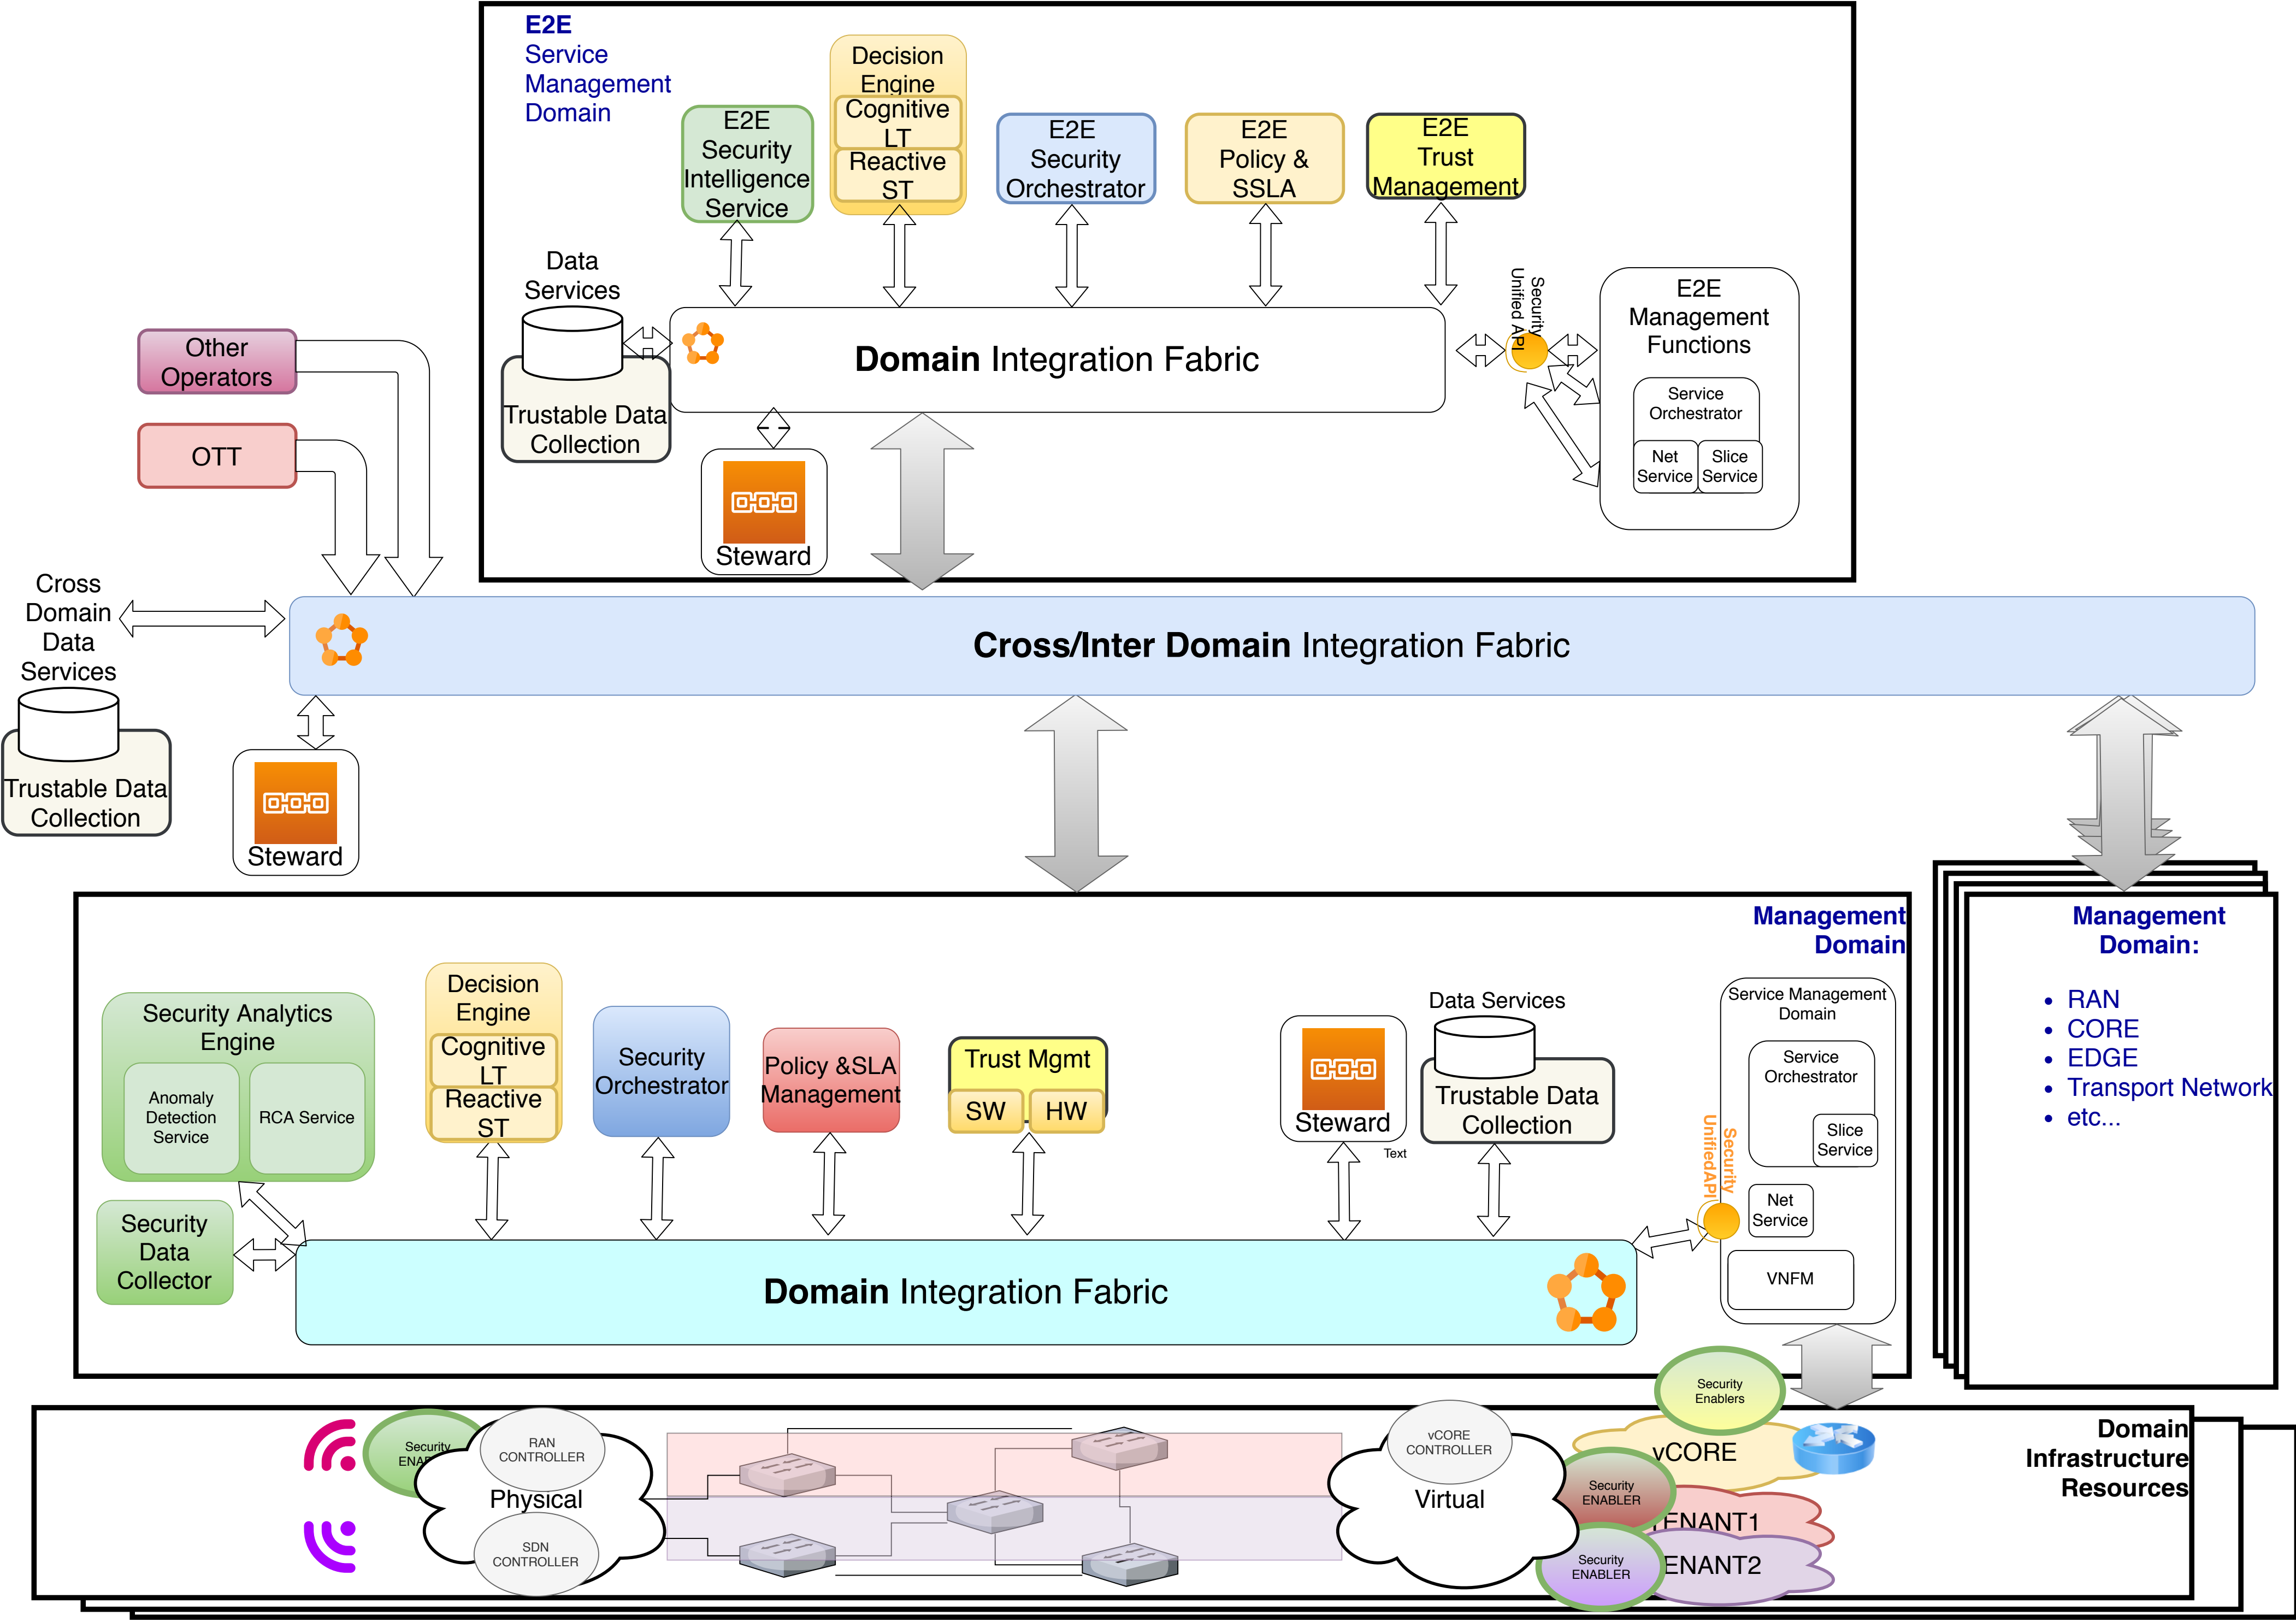 E2E
Service
Management
Domain
E2E
Security
Intelligence
Service
Decision
Engine
Cognitive
LT
Reactive
ST
E2E
Security
Orchestrator
E2E
Policy &
SSLA
E2E
Trust
Management
Data
Services
Trustable Data
Collection
Domain Integration Fabric
Security
Unified API
E2E
Management
Functions
Service
Orchestrator
Net
Service
Slice
Service
Steward
Other
Operators
OTT
Cross
Domain
Data
Services
Trustable Data
Collection
Cross/Inter Domain Integration Fabric
Steward
Management
Domain
Security Analytics
Engine
Anomaly
Detection
Service
RCA Service
Security
Data
Collector
Decision
Engine
Cognitive
LT
Reactive
ST
Security
Orchestrator
Policy &SLA
Management
Trust Mgmt
SW
HW
Steward
Text
Data Services
Trustable Data
Collection
Service Management
Domain
Service
Orchestrator
Slice
Service
Security
UnifiedAPI
Net
Service
VNFM
Domain Integration Fabric
Management
Domain:
• RAN
• CORE
• EDGE
• Transport Network
• etc...
Security
Enablers
Domain
Infrastructure
Resources
Security
RAN
CONTROLLER
Physical
SDN
CONTROLLER
vCORE
CONTROLLER
Virtual
vCORE
Security
ENABLER
TENANT1
Security
ENABLER
ENANT2